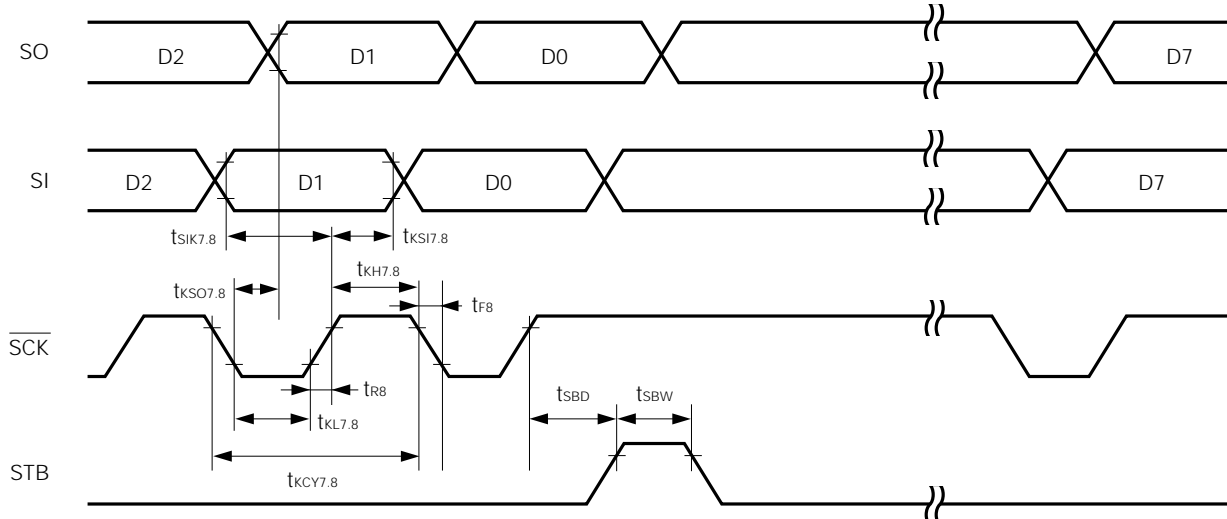 SO
D2
D1
D0
D7
SI
D2
D1
D0
D7
tSIK7.8
tKSI7.8
tKH7.8
tKSO7.8
tF8
SCK
tR8
tSBD
tSBW
tKL7.8
STB
tKCY7.8